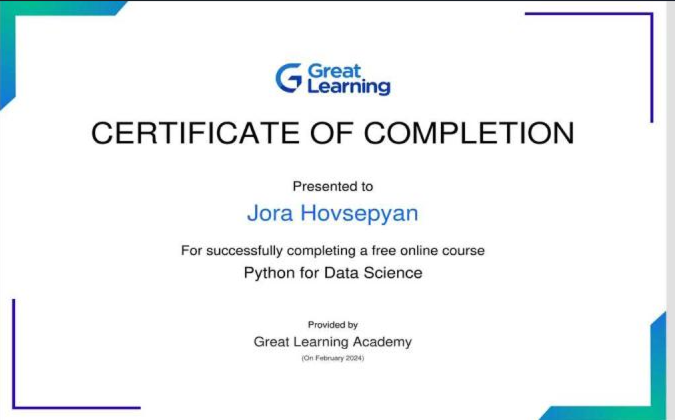 Great
Learning
CERTIFICATE OF COMPLETION
Presented to
Jora Hovsepyan
For successfully completing a free online course
Python for Data Science
Provided by
Great Learning Academy
(On February 2024)